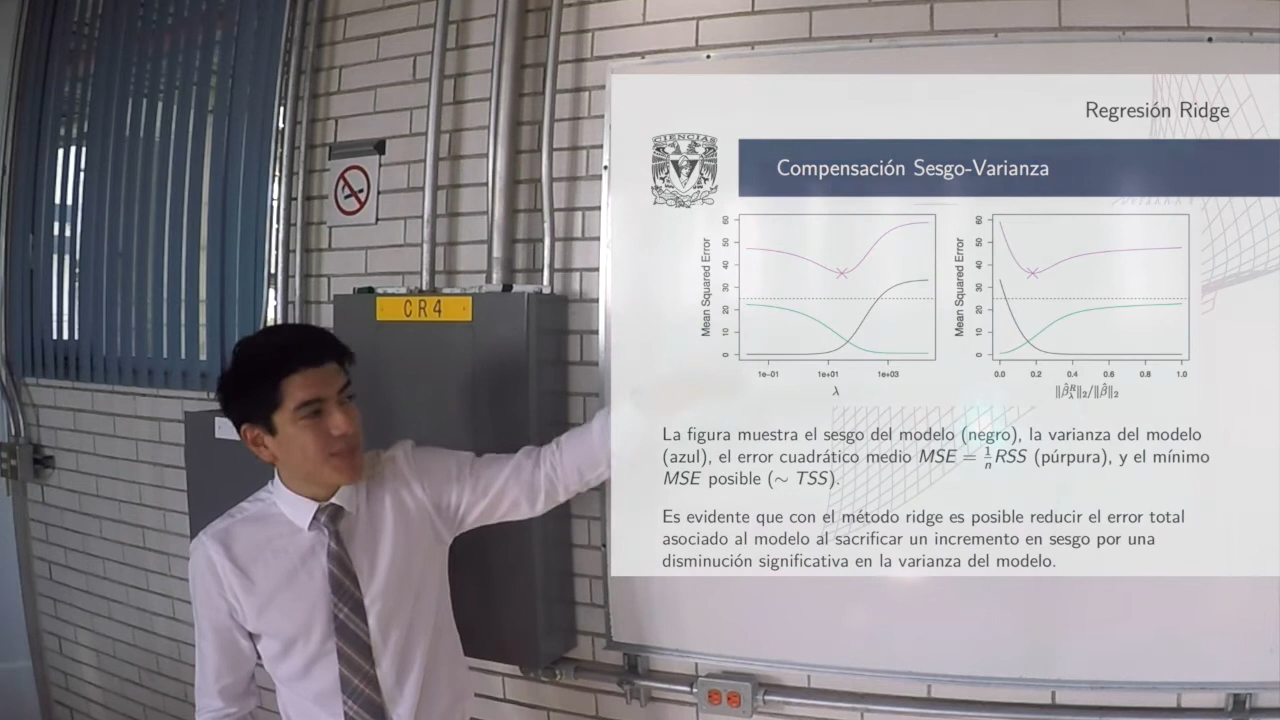 Regresión Ridge
CIENCIAS
Compensación Sesgo-Varianza
CR4
Mean Squared Error
60
50
40
30
20
10
0
1e-01 1e+01 1e+03
λ
Mean Squared Error
60
50
40
30
20
10
0
0.0 0.2 0.4 0.6 0.8 1.0
‖β̂λᴿ‖₂/‖β̂‖₂
La figura muestra el sesgo del modelo (negro), la varianza del modelo
(azul), el error cuadrático medio MSE = 1/n RSS (púrpura), y el mínimo
MSE posible (∼ TSS).
Es evidente que con el método ridge es posible reducir el error total
asociado al modelo al sacrificar un incremento en sesgo por una
disminución significativa en la varianza del modelo.